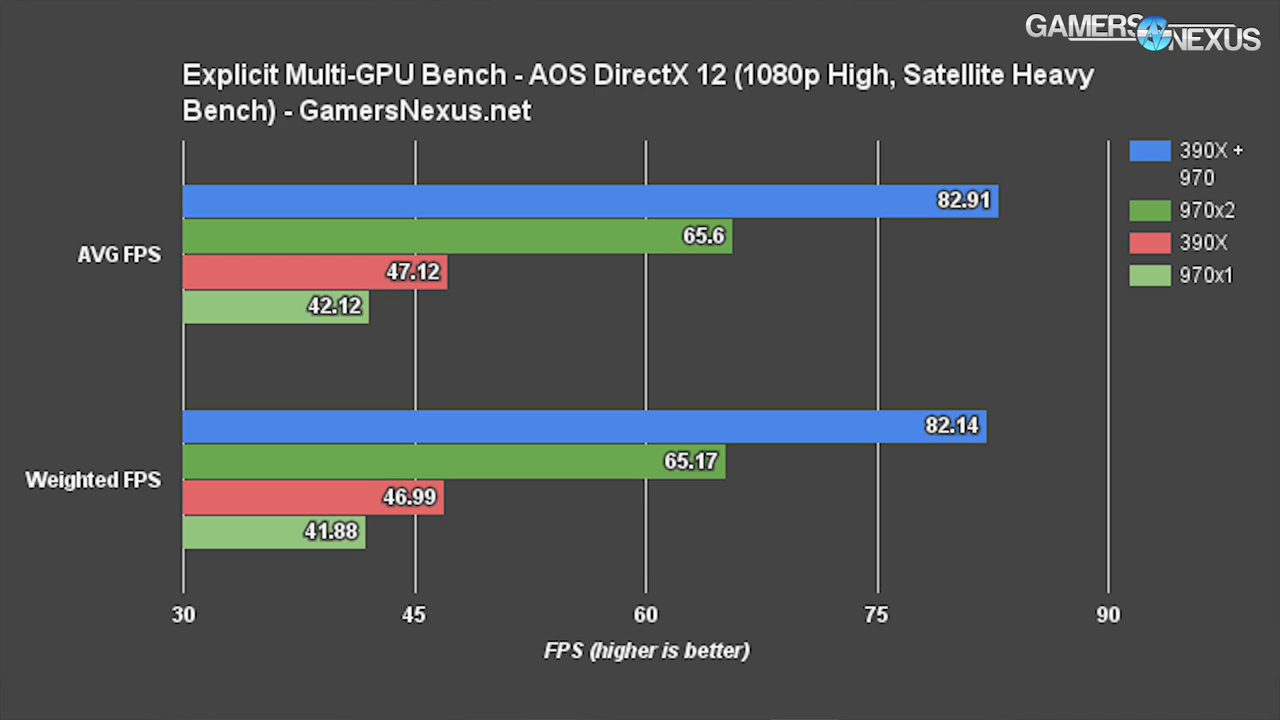 GAMERS NEXUS
Explicit Multi-GPU Bench - AOS DirectX 12 (1080p High, Satellite Heavy
Bench) - GamersNexus.net
390X +
970
970x2
390X
970x1
AVG FPS
82.91
65.6
47.12
42.12
Weighted FPS
82.14
65.17
46.99
41.88
30 45 60 75 90
FPS (higher is better)